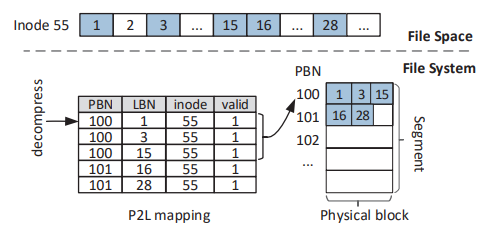 Inode 55 1 2 3 ... 15 16 ... 28 ...
File Space
File System
PBN
decompress
PBN LBN inode valid
100 1 55 1
100 3 55 1
100 15 55 1
101 16 55 1
101 28 55 1
P2L mapping
100 1 3 15
101 16 28
102
...
Segment
Physical block